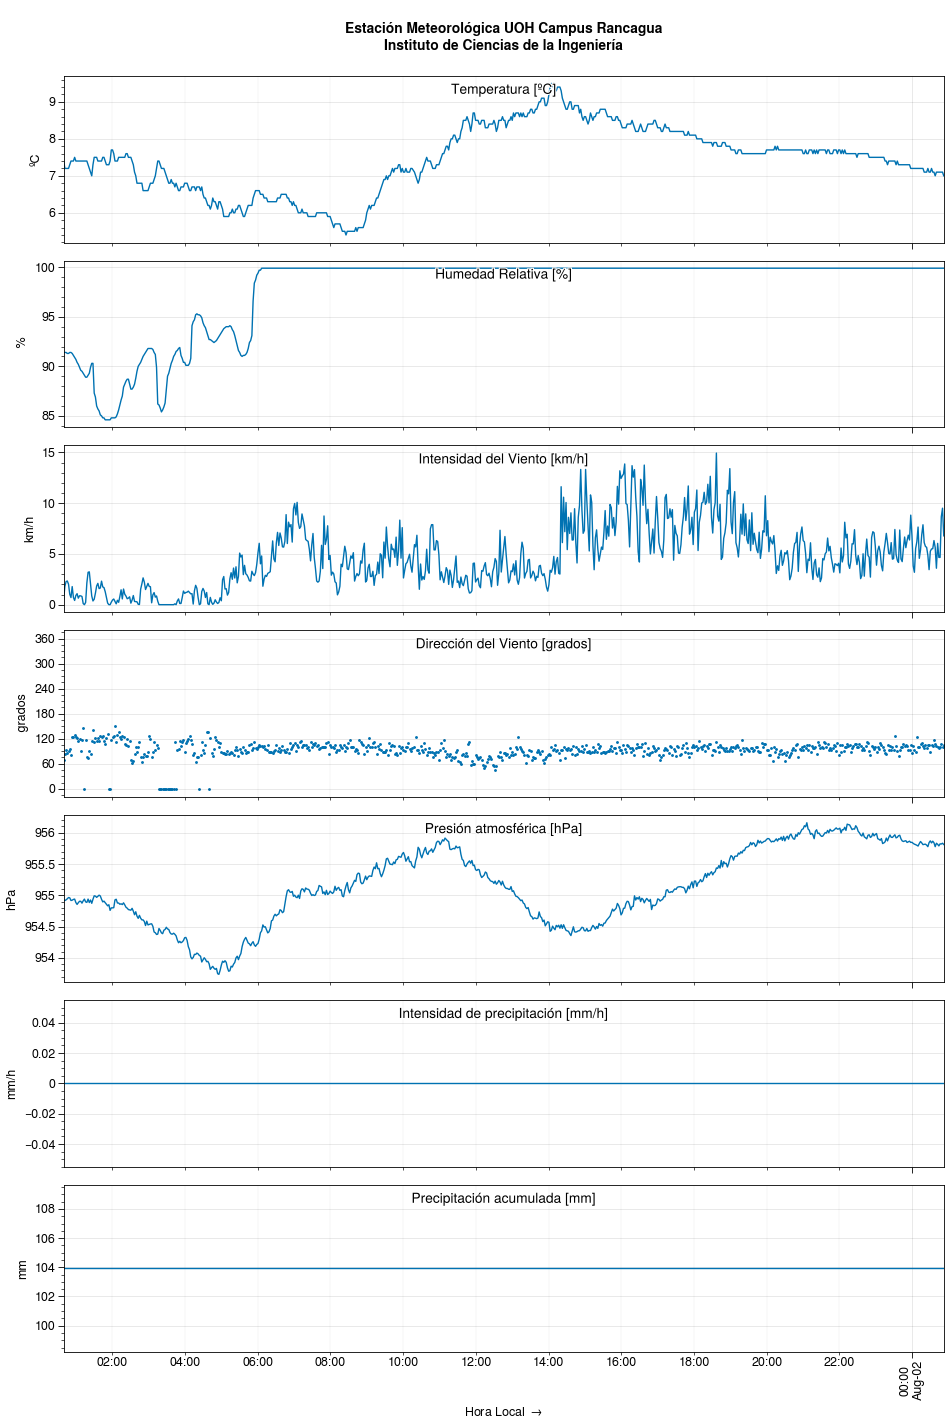 Estación Meteorológica UOH Campus Rancagua
Instituto de Ciencias de la Ingeniería
Temperatura [ºC]
9
8
7
6
ºC
Humedad Relativa [%]
100
95
90
85
%
Intensidad del Viento [km/h]
15
10
5
0
km/h
Dirección del Viento [grados]
360
300
240
180
120
60
0
grados
Presión atmosférica [hPa]
956
955.5
955
954.5
954
hPa
Intensidad de precipitación [mm/h]
0.04
0.02
0
−0.02
−0.04
mm/h
Precipitación acumulada [mm]
108
106
104
102
100
mm
02:00 04:00 06:00 08:00 10:00 12:00 14:00 16:00 18:00 20:00 22:00 00:00
Aug-02
Hora Local →